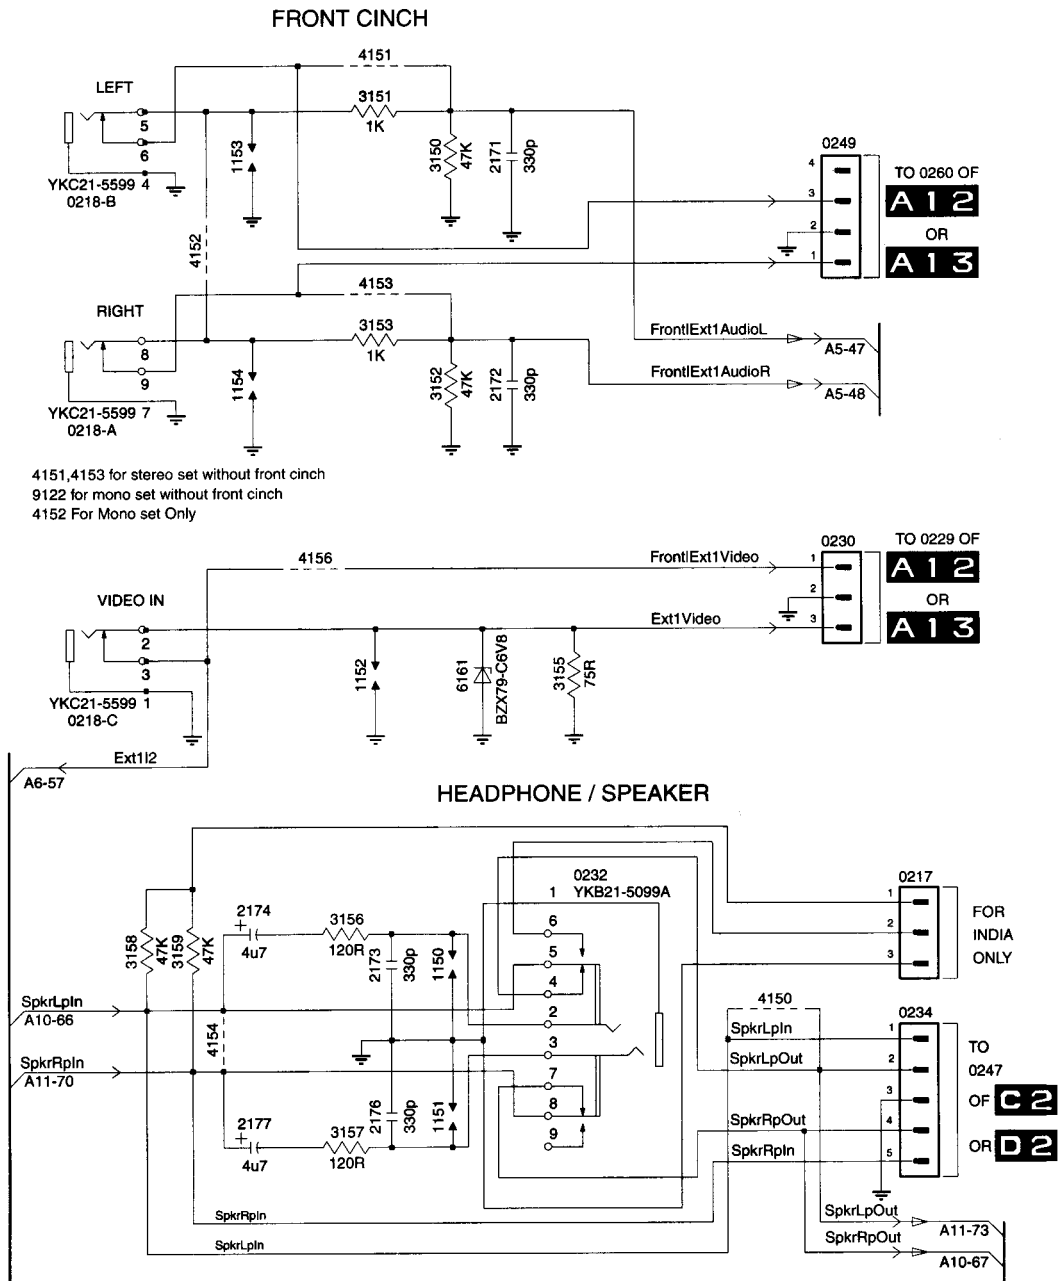 FRONT CINCH
4151
LEFT
3151
1K
5
6
YKC21-5599 4
0218-B
1153
3150
47K
2171
330p
0249
4
3
2
1
TO 0260 OF
A12
OR
A13
4152
4153
RIGHT
3153
1K
8
9
YKC21-5599 7
0218-A
1154
3152
47K
2172
330p
FrontlExt1AudioL
A5-47
FrontlExt1AudioR
A5-48
4151,4153 for stereo set without front cinch
9122 for mono set without front cinch
4152 For Mono set Only
4156
FrontlExt1Video
0230
1
2
3
TO 0229 OF
A12
OR
A13
VIDEO IN
2
3
YKC21-5599 1
0218-C
Ext1Video
1152
6161
BZX79-C6V8
3155
75R
Ext1l2
A6-57
HEADPHONE / SPEAKER
0232
YKB21-5099A
1
6
5
4
2
3
7
8
9
0217
1
2
3
FOR
INDIA
ONLY
3158
47K
3159
47K
+
2174
4u7
3156
120R
2173
330p
1150
SpkrLpIn
A10-66
4154
SpkrRpIn
A11-70
+
2177
4u7
3157
120R
2176
330p
1151
4150
SpkrLpIn
SpkrLpOut
SpkrRpOut
SpkrRpIn
0234
1
2
3
4
5
TO
0247
OF C2
OR D2
SpkrRpIn
SpkrLpIn
SpkrLpOut
A11-73
SpkrRpOut
A10-67